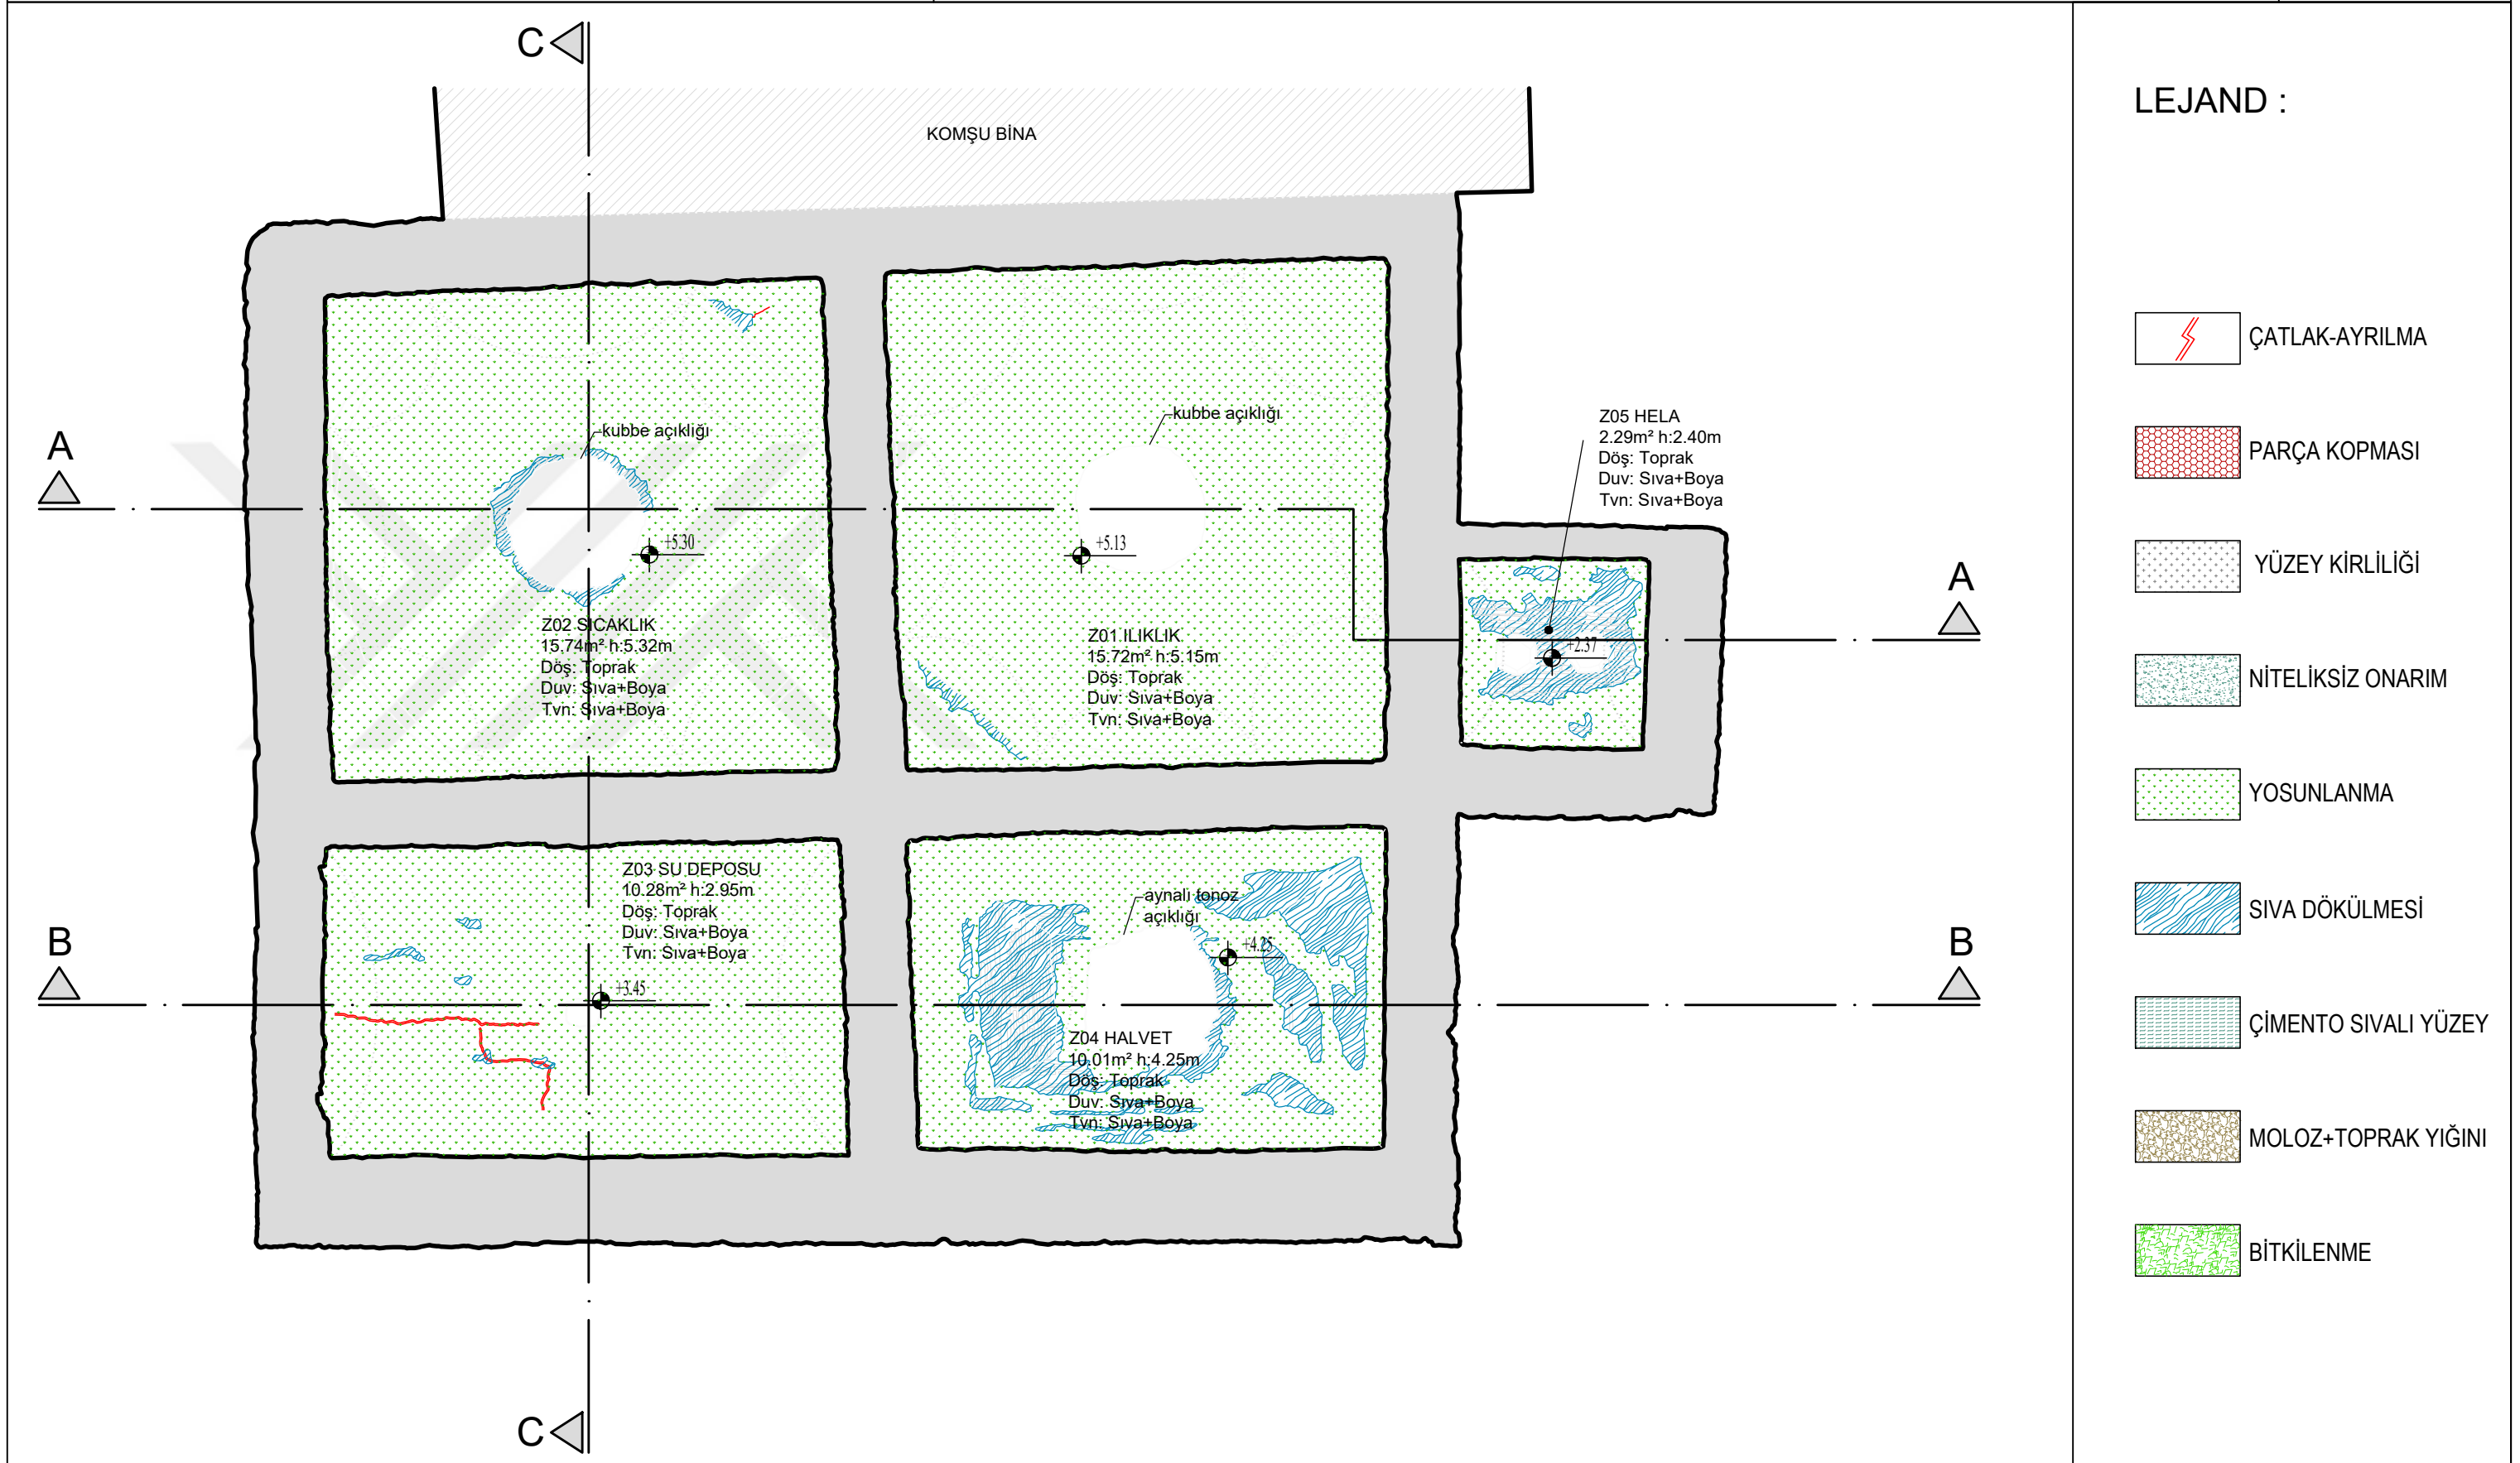 C
KOMŞU BİNA
kubbe açıklığı
kubbe açıklığı
Z05 HELA
2.29m² h:2.40m
Döş: Toprak
Duv: Sıva+Boya
Tvn: Sıva+Boya
A
+5.30
+5.13
A
+2.37
Z02 SICAKLIK
15.74m² h:5.32m
Döş: Toprak
Duv: Sıva+Boya
Tvn: Sıva+Boya
Z01 ILIKLIK
15.72m² h:5.15m
Döş: Toprak
Duv: Sıva+Boya
Tvn: Sıva+Boya
Z03 SU DEPOSU
10.28m² h:2.95m
Döş: Toprak
Duv: Sıva+Boya
Tvn: Sıva+Boya
aynalı tonoz
açıklığı
+4.25
B
+3.45
B
Z04 HALVET
10.01m² h:4.25m
Döş: Toprak
Duv: Sıva+Boya
Tvn: Sıva+Boya
C
LEJAND :
ÇATLAK-AYRILMA
PARÇA KOPMASI
YÜZEY KİRLİLİĞİ
NİTELİKSİZ ONARIM
YOSUNLANMA
SIVA DÖKÜLMESİ
ÇİMENTO SIVALI YÜZEY
MOLOZ+TOPRAK YIĞINI
BİTKİLENME